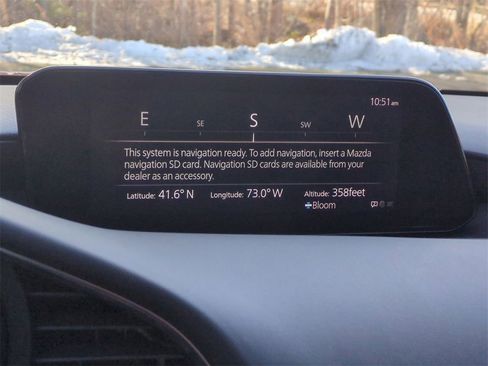 10:51am
E SE S SW W
This system is navigation ready. To add navigation, insert a Mazda
navigation SD card. Navigation SD cards are available from your
dealer as an accessory.
Latitude: 41.6° N Longitude: 73.0° W Altitude: 358feet
Bloom